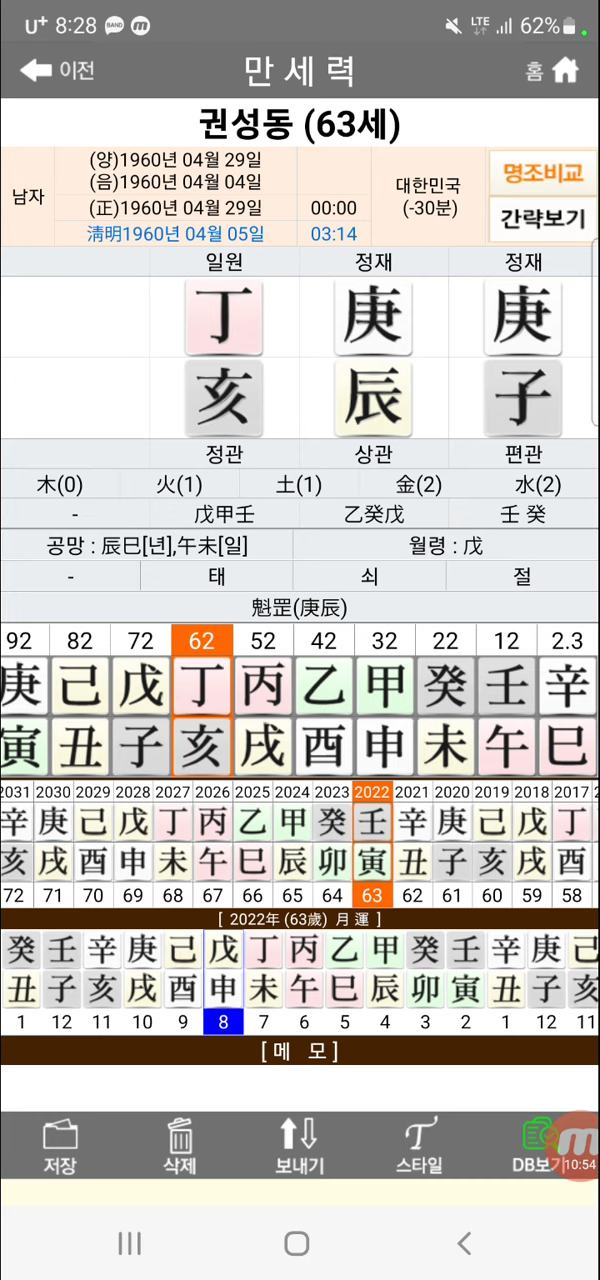 U+ 8:28 BAND m LTE 62%
이전 만세력 홈
권성동 (63세)
남자
(양)1960년 04월 29일
(음)1960년 04월 04일
(正)1960년 04월 29일 00:00
淸明1960년 04월 05일 03:14
대한민국
(-30분)
명조비교
간략보기
일원 정재 정재
丁 庚 庚
亥 辰 子
정관 상관 편관
木(0) 火(1) 土(1) 金(2) 水(2)
- 戊甲壬 乙癸戊 壬 癸
공망 : 辰巳[년],午未[일] 월령 : 戊
- 태 쇠 절
魁罡(庚辰)
92 82 72 62 52 42 32 22 12 2.3
庚 己 戊 丁 丙 乙 甲 癸 壬 辛
寅 丑 子 亥 戌 酉 申 未 午 巳
2031 2030 2029 2028 2027 2026 2025 2024 2023 2022 2021 2020 2019 2018 2017 2
辛 庚 己 戊 丁 丙 乙 甲 癸 壬 辛 庚 己 戊 丁
亥 戌 酉 申 未 午 巳 辰 卯 寅 丑 子 亥 戌 酉
72 71 70 69 68 67 66 65 64 63 62 61 60 59 58
[ 2022年 (63歲) 月 運 ]
癸 壬 辛 庚 己 戊 丁 丙 乙 甲 癸 壬 辛 庚 己
丑 子 亥 戌 酉 申 未 午 巳 辰 卯 寅 丑 子 亥
1 12 11 10 9 8 7 6 5 4 3 2 1 12 11
[ 메 모 ]
저장 삭제 보내기 스타일 DB보기
m
10:54